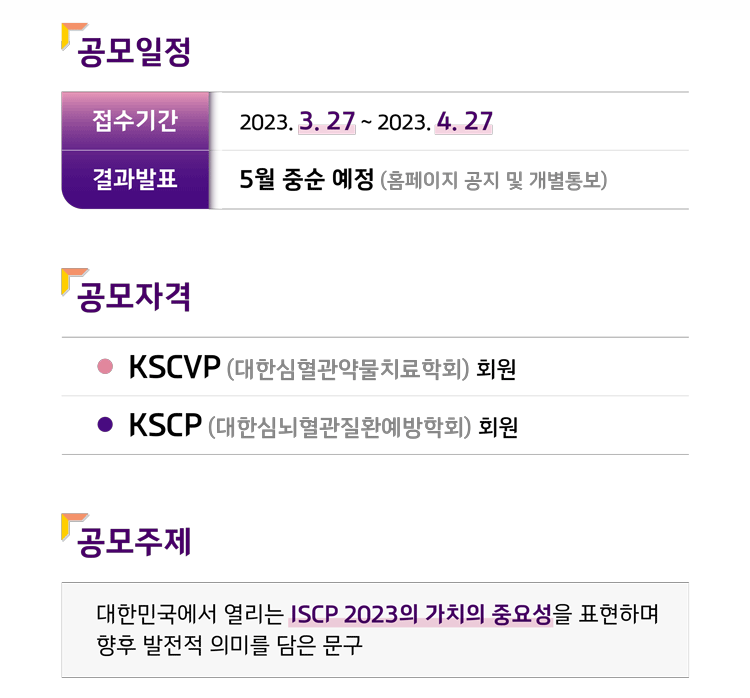 공모일정
접수기간 2023. 3. 27 ~ 2023. 4. 27
결과발표 5월 중순 예정 (홈페이지 공지 및 개별통보)
공모자격
KSCVP (대한심혈관약물치료학회) 회원
KSCP (대한심뇌혈관질환예방학회) 회원
공모주제
대한민국에서 열리는 ISCP 2023의 가치의 중요성을 표현하며
향후 발전적 의미를 담은 문구